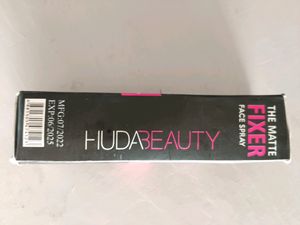 MFG:07/2022
EXP:06/2025
HUDABEAUTY
THE MATTE
FIXER
FACE SPRAY